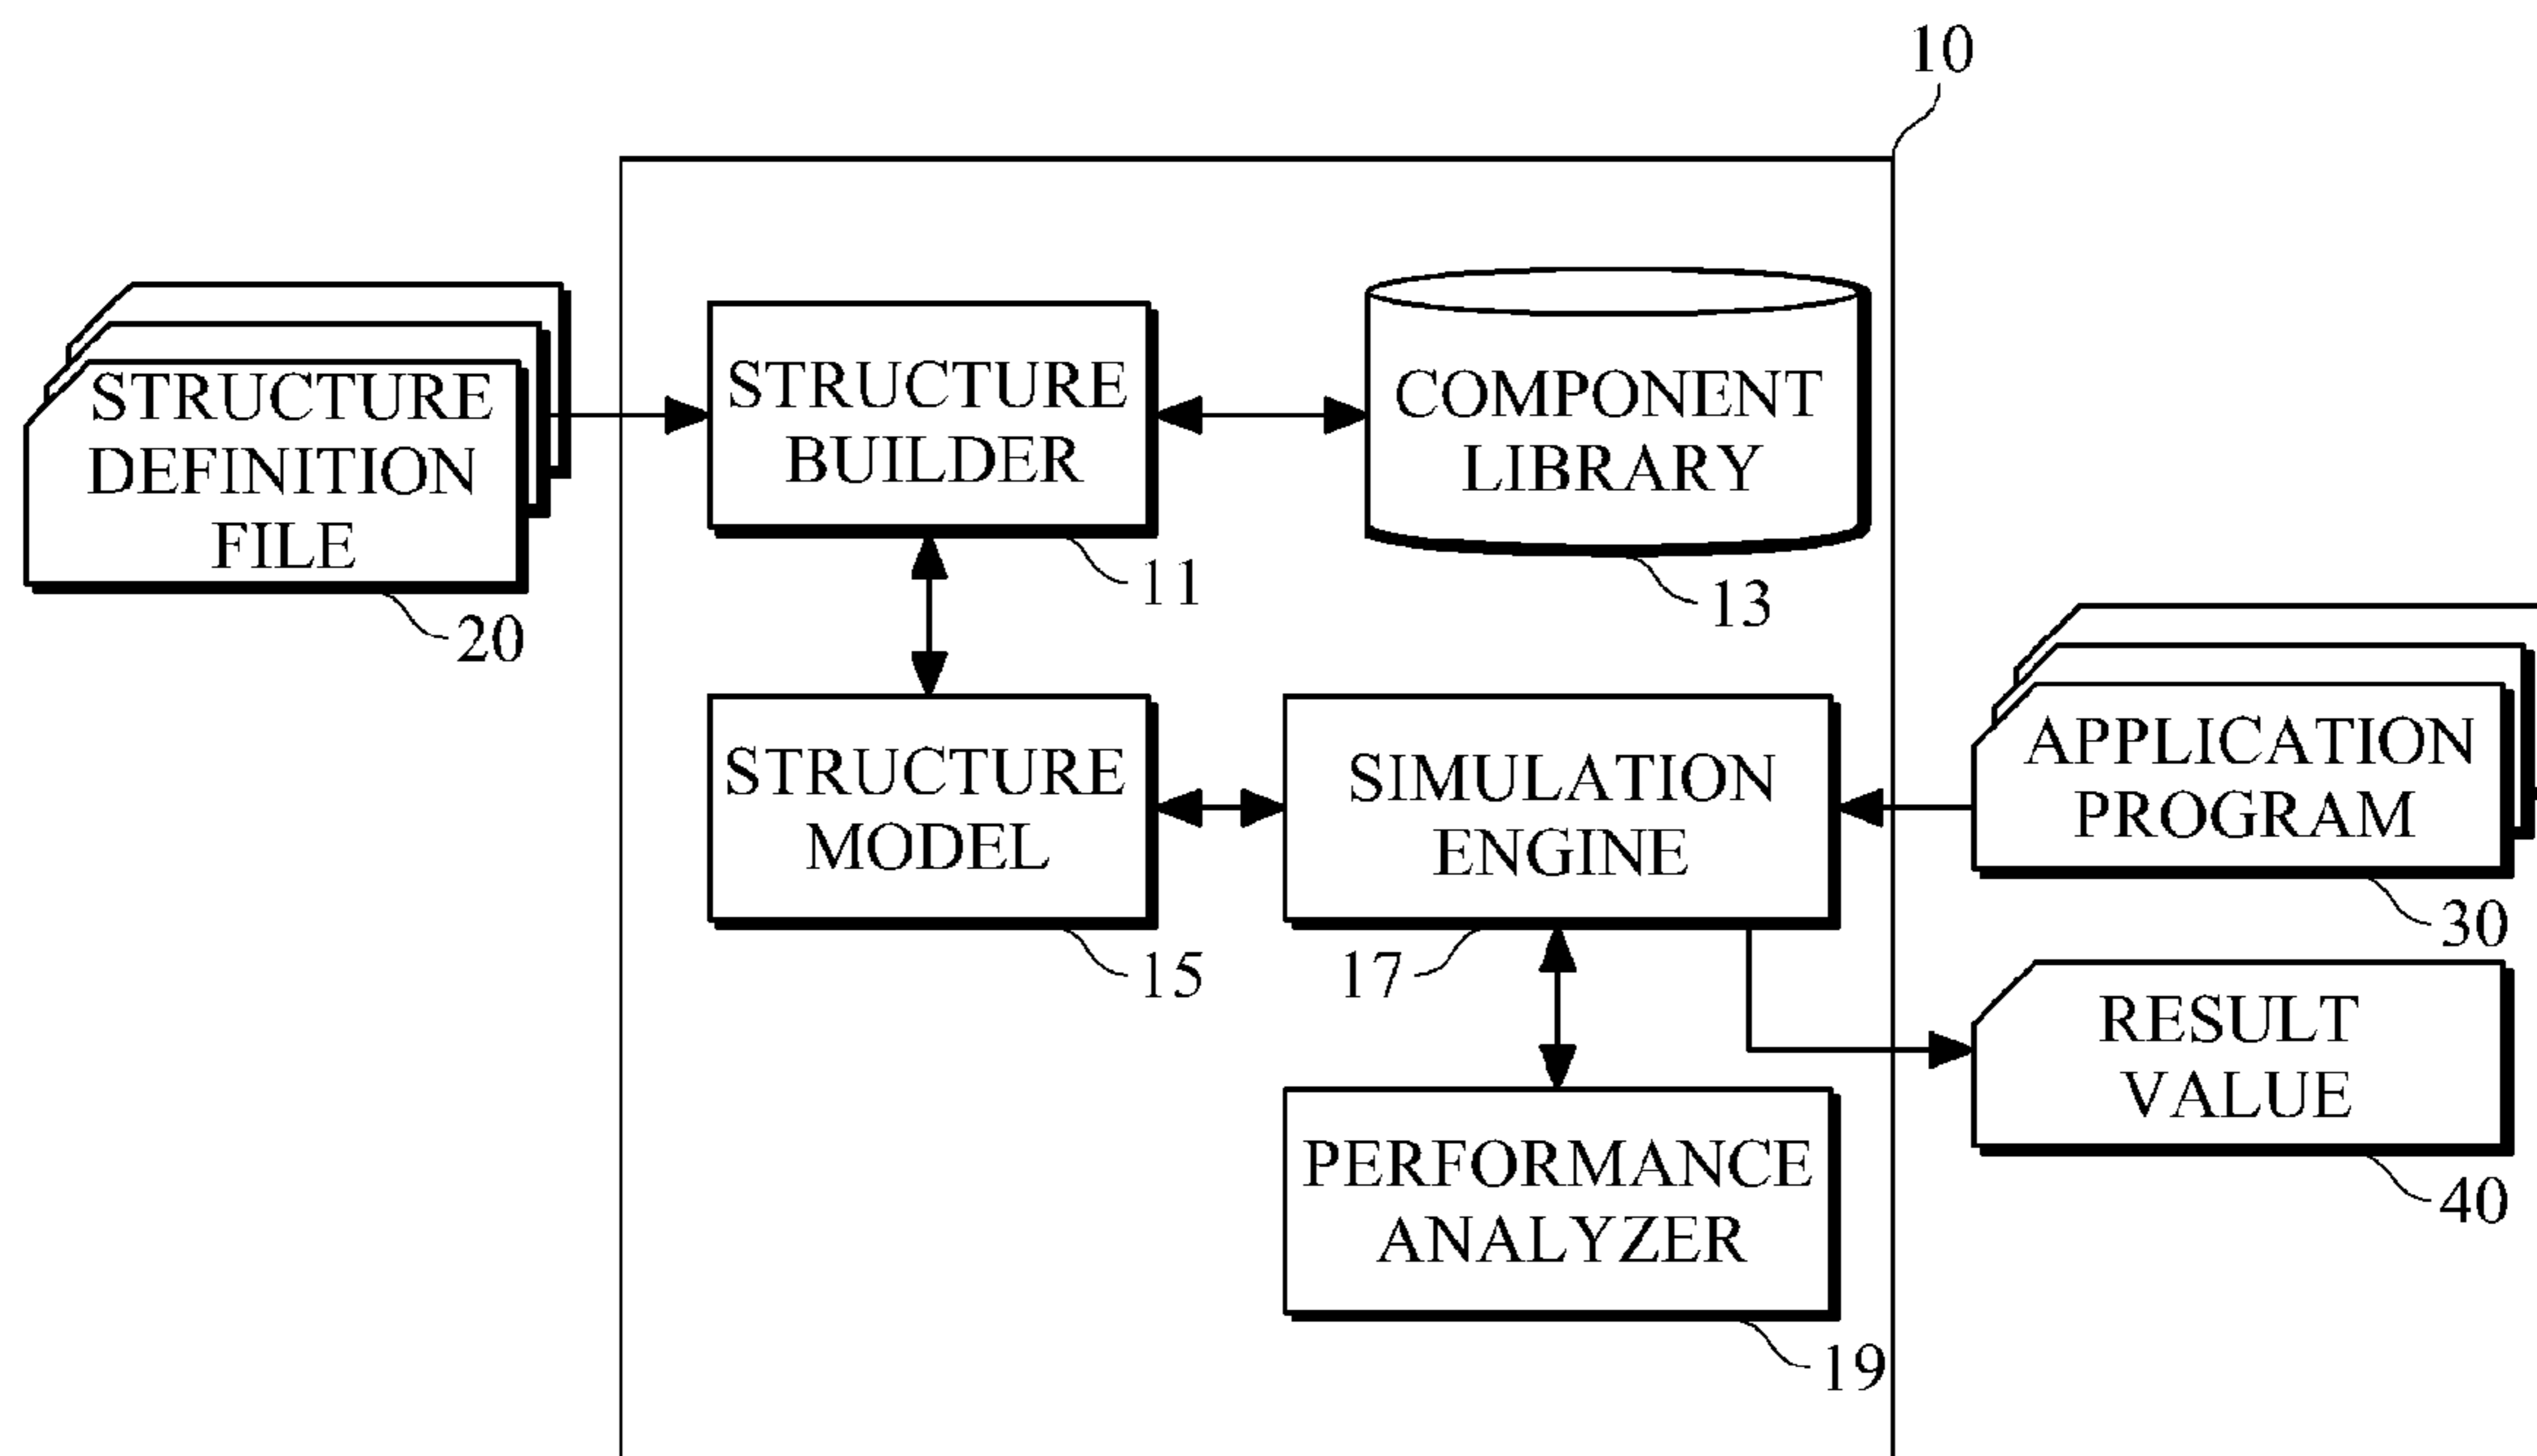 10
STRUCTURE
DEFINITION
FILE
20
STRUCTURE
BUILDER
11
COMPONENT
LIBRARY
13
STRUCTURE
MODEL
15
SIMULATION
ENGINE
17
APPLICATION
PROGRAM
30
RESULT
VALUE
40
PERFORMANCE
ANALYZER
19